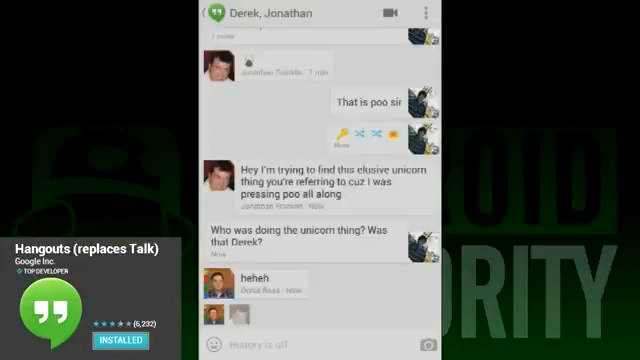 Derek, Jonathan
That is poo sir
Now
Hey I'm trying to find this elusive unicorn
thing you're referring to cuz I was
pressing poo all along
Now
Who was doing the unicorn thing? Was
that Derek?
Now
heheh
Derek Ross · Now
History is off
Hangouts (replaces Talk)
Google Inc.
TOP DEVELOPER
(6,232)
INSTALLED